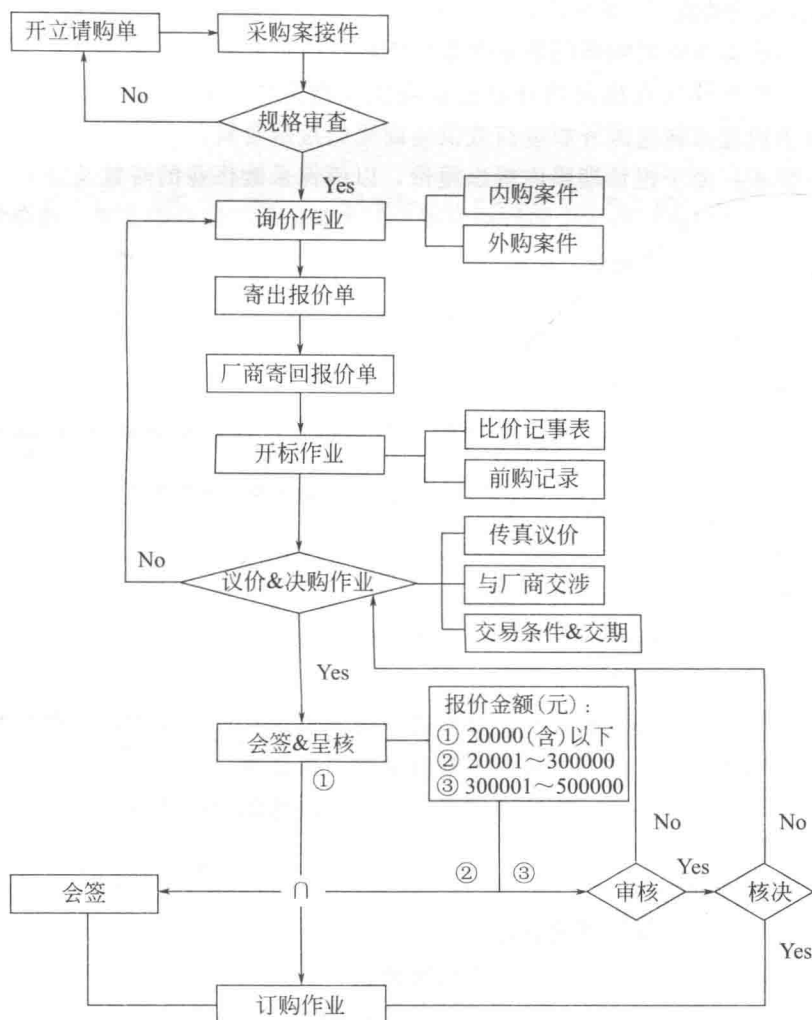 开立请购单
采购案接件
No
规格审查
Yes
询价作业
内购案件
外购案件
寄出报价单
厂商寄回报价单
开标作业
比价记事表
前购记录
传真议价
No
议价&决购作业
与厂商交涉
交易条件&交期
Yes
报价金额(元):
① 20000(含)以下
② 20001～300000
③ 300001～500000
会签&呈核
①
No
No
会签
∩
②
③
审核
Yes
核决
Yes
订购作业